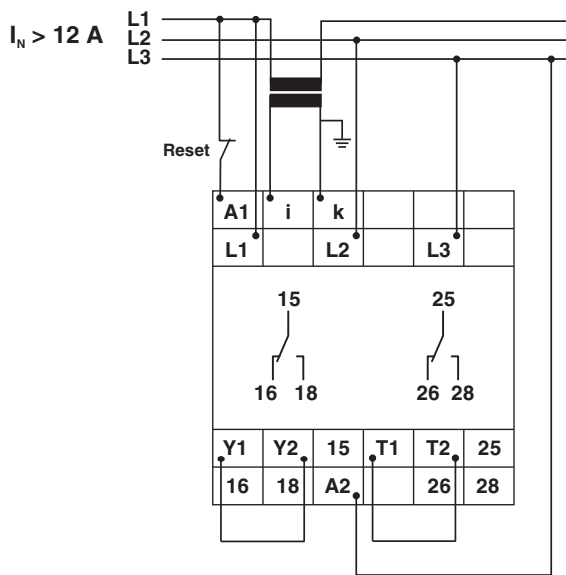 L1
I_N > 12 A L2
L3
Reset
A1 i k
L1 L2 L3
15 25
16 18 26 28
Y1 Y2 15 T1 T2 25
16 18 A2 26 28